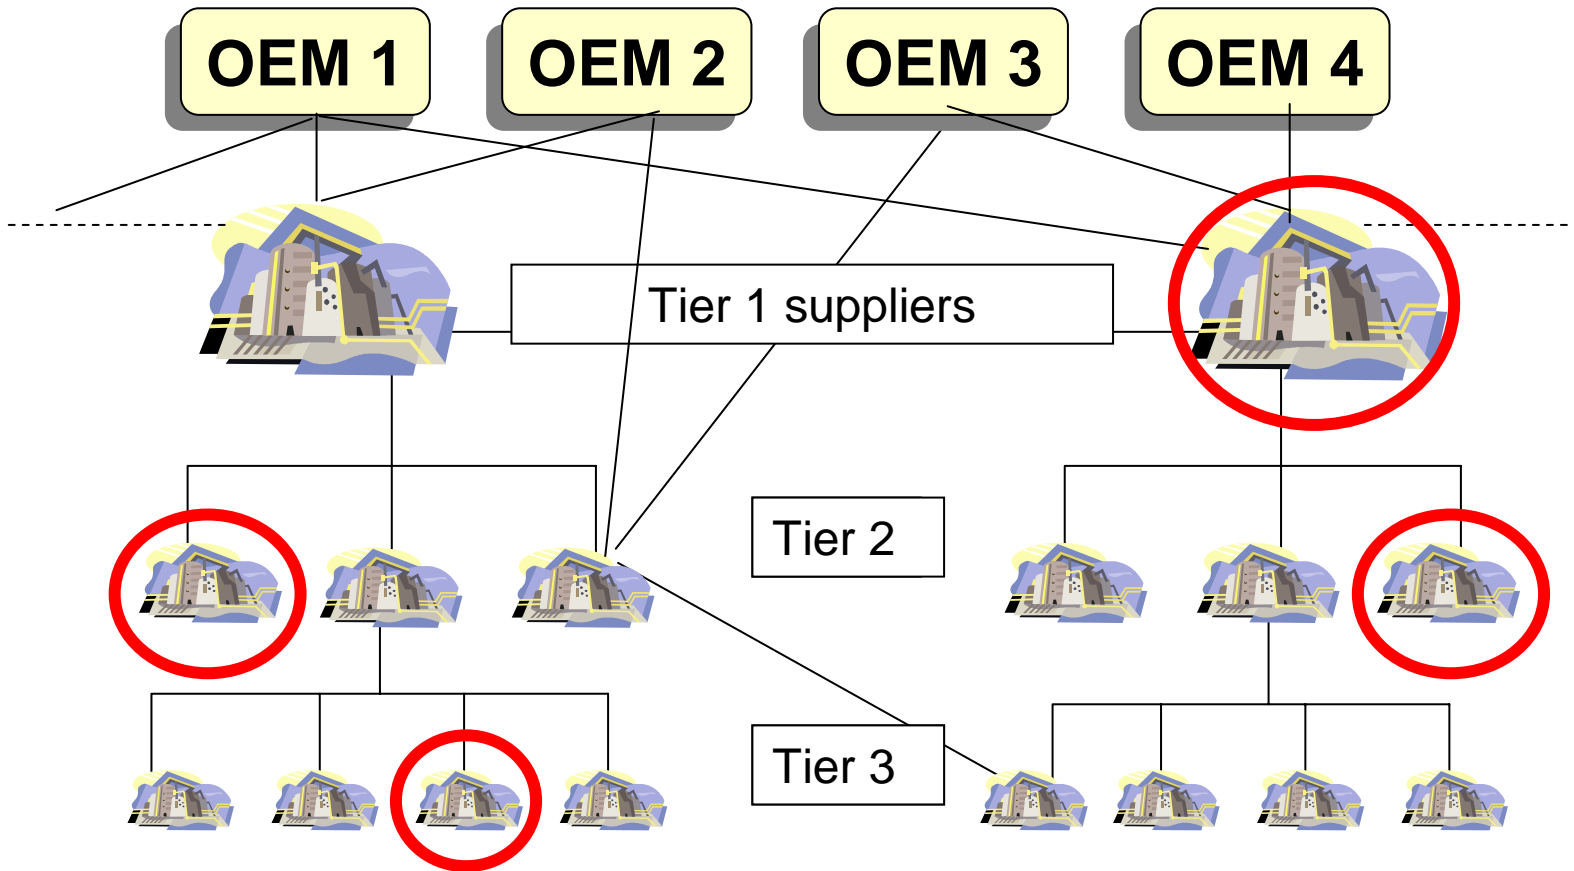 OEM 1
OEM 2
OEM 3
OEM 4
Tier 1 suppliers
Tier 2
Tier 3